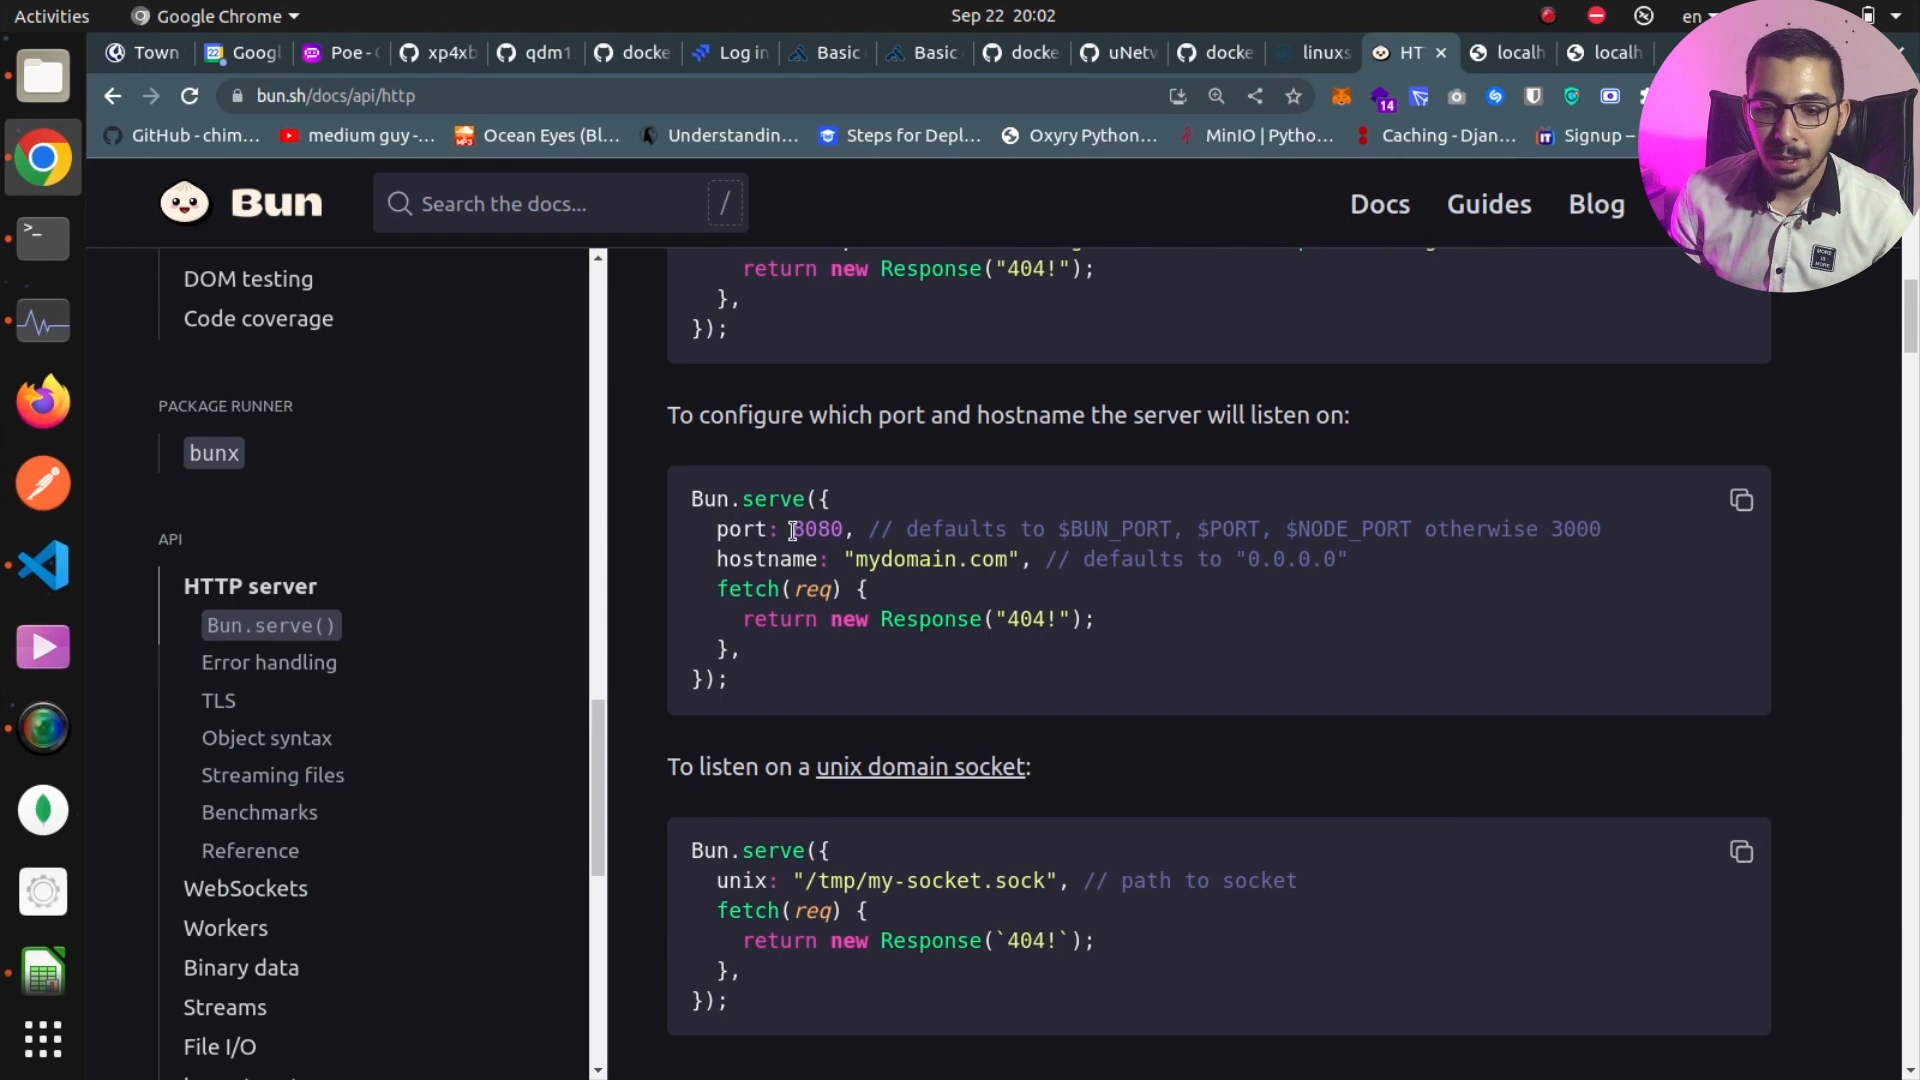 Activities
Google Chrome
Sep 22 20:02
en
Town
Googl
Poe - C
xp4xb
qdm1
docke
Log in
Basic
Basic
docke
uNetw
docke
linuxs
HT
localh
localh
bun.sh/docs/api/http
14
GitHub - chim...
medium guy -...
Ocean Eyes (Bl...
Understandin...
Steps for Depl...
Oxyry Python...
MinIO | Pytho...
Caching - Djan...
Signup –
Bun
Search the docs...
/
Docs
Guides
Blog
DOM testing
Code coverage
PACKAGE RUNNER
bunx
API
HTTP server
Bun.serve()
Error handling
TLS
Object syntax
Streaming files
Benchmarks
Reference
WebSockets
Workers
Binary data
Streams
File I/O
return new Response("404!");
},
});
To configure which port and hostname the server will listen on:
Bun.serve({
port: 8080, // defaults to $BUN_PORT, $PORT, $NODE_PORT otherwise 3000
hostname: "mydomain.com", // defaults to "0.0.0.0"
fetch(req) {
return new Response("404!");
},
});
To listen on a unix domain socket:
Bun.serve({
unix: "/tmp/my-socket.sock", // path to socket
fetch(req) {
return new Response(`404!`);
},
});